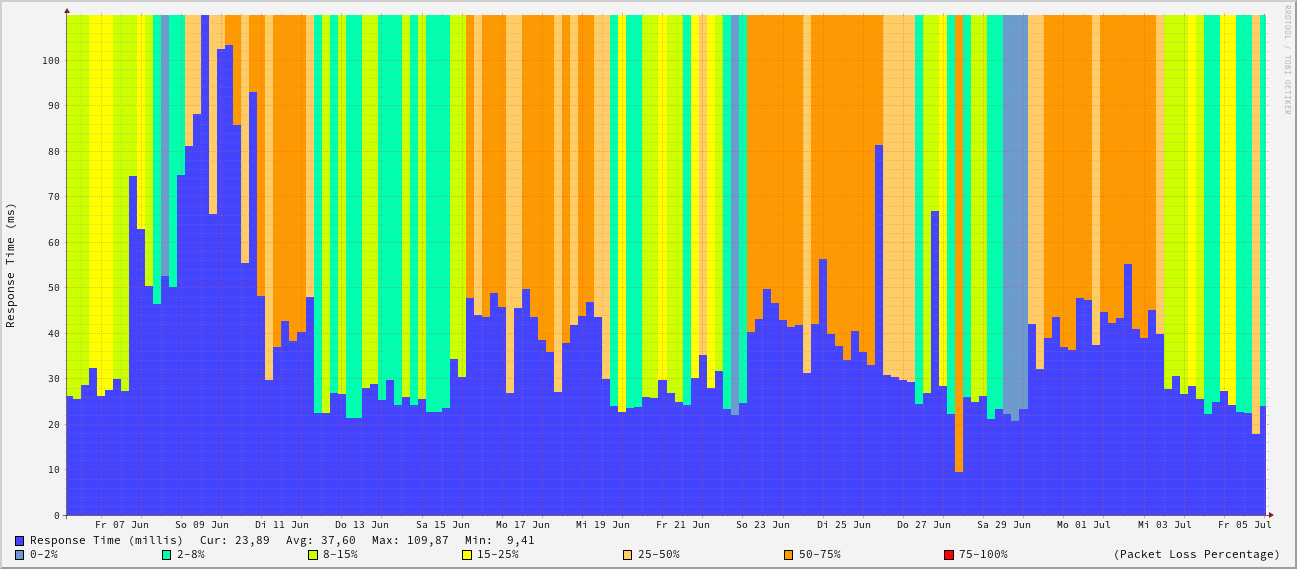 RRDTOOL / TOBI OETIKER
Response Time (ms)
100
90
80
70
60
50
40
30
20
10
0
Fr 07 Jun So 09 Jun Di 11 Jun Do 13 Jun Sa 15 Jun Mo 17 Jun Mi 19 Jun Fr 21 Jun So 23 Jun Di 25 Jun Do 27 Jun Sa 29 Jun Mo 01 Jul Mi 03 Jul Fr 05 Jul
Response Time (millis) Cur: 23,89 Avg: 37,60 Max: 109,87 Min: 9,41
0-2% 2-8% 8-15% 15-25% 25-50% 50-75% 75-100% (Packet Loss Percentage)